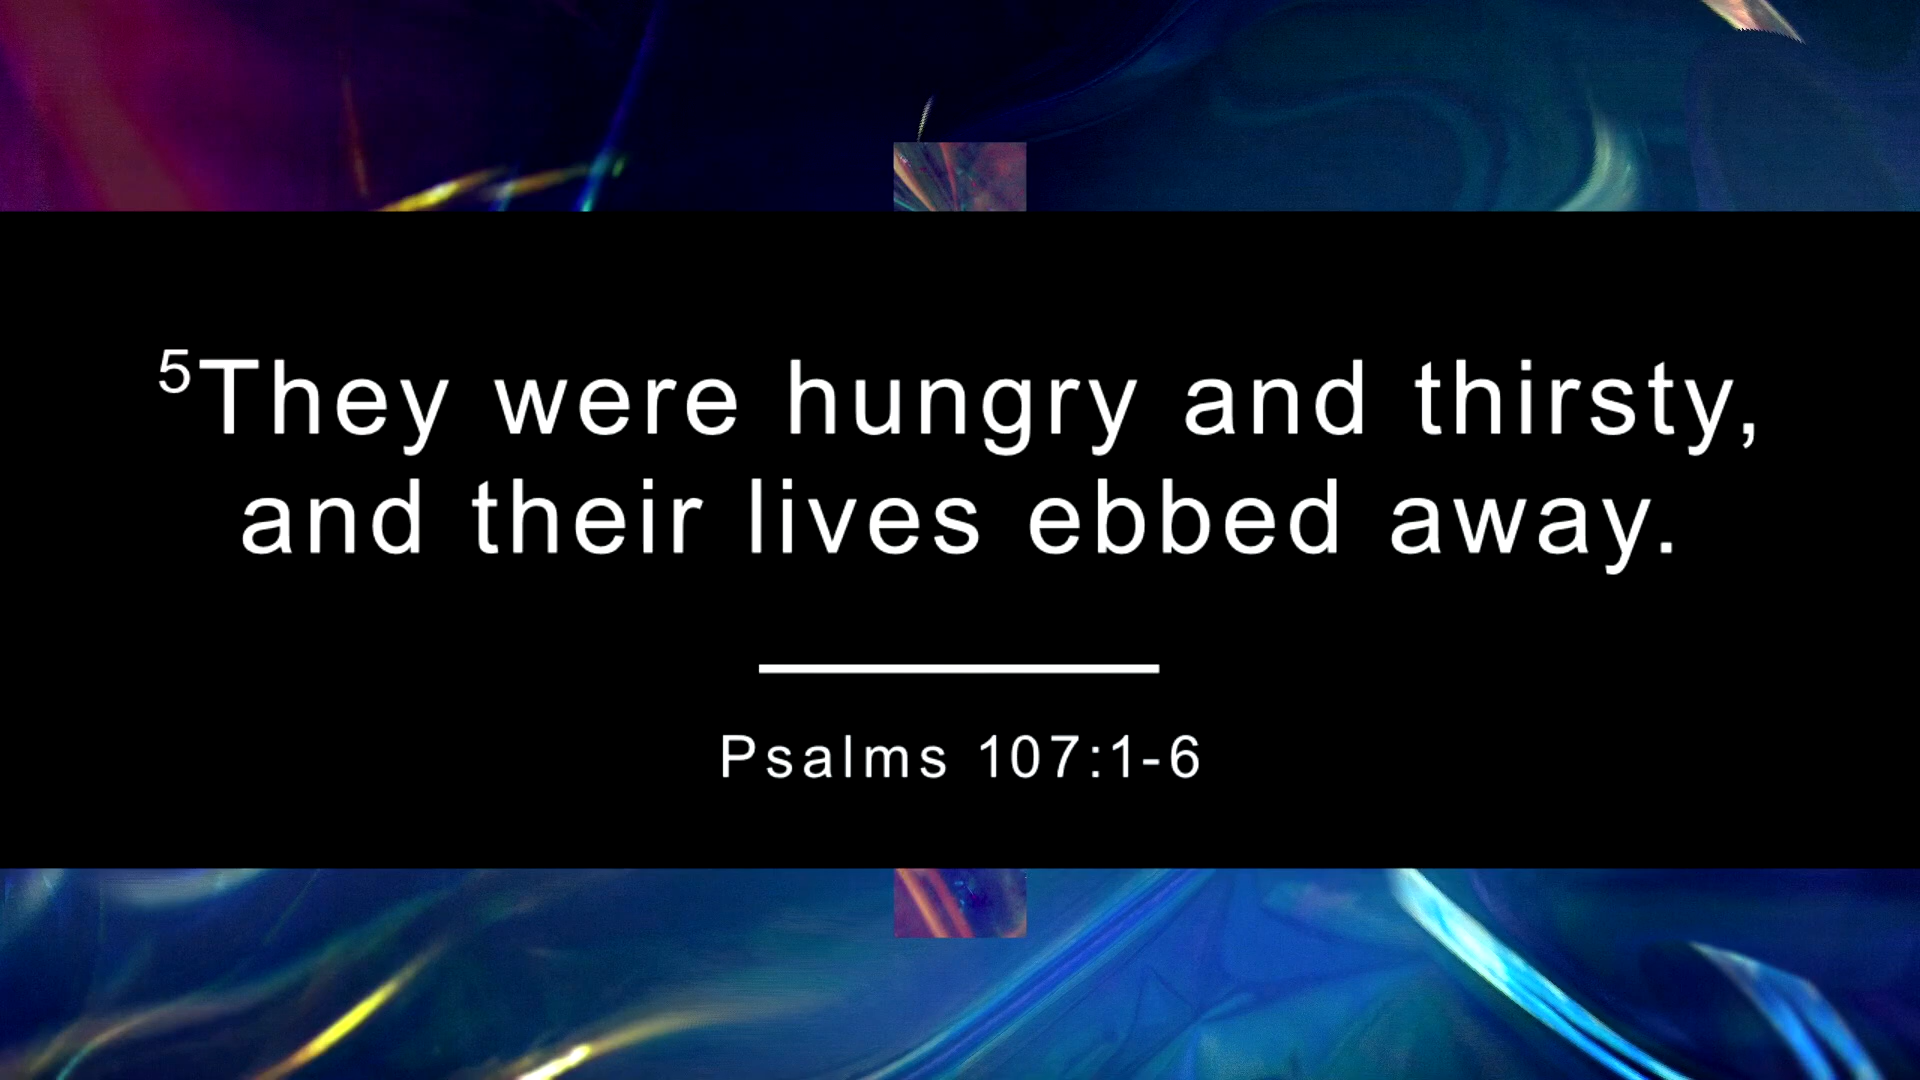 ⁵They were hungry and thirsty,
and their lives ebbed away.
Psalms 107:1-6